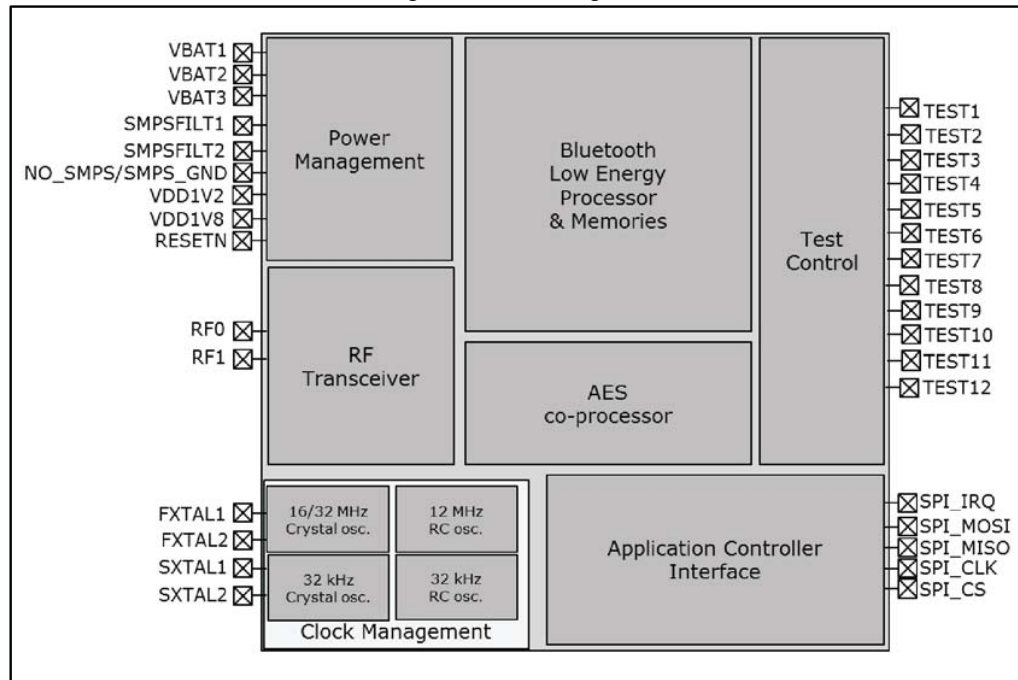 VBAT1
VBAT2
VBAT3
SMPSFILT1
SMPSFILT2
NO_SMPS/SMPS_GND
VDD1V2
VDD1V8
RESETN
RF0
RF1
FXTAL1
FXTAL2
SXTAL1
SXTAL2
Power
Management
RF
Transceiver
16/32 MHz
Crystal osc.
12 MHz
RC osc.
32 kHz
Crystal osc.
32 kHz
RC osc.
Clock Management
Bluetooth
Low Energy
Processor
& Memories
AES
co-processor
Application Controller
Interface
Test
Control
TEST1
TEST2
TEST3
TEST4
TEST5
TEST6
TEST7
TEST8
TEST9
TEST10
TEST11
TEST12
SPI_IRQ
SPI_MOSI
SPI_MISO
SPI_CLK
SPI_CS